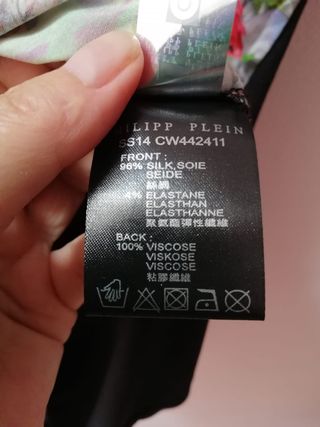 ILIPP PLEIN
SS14 CW442411
FRONT :
96% SILK,SOIE
SEIDE
絲綢
4% ELASTANE
ELASTHAN
ELASTHANNE
聚氨酯彈性纖維
BACK :
100% VISCOSE
VISKOSE
VISCOSE
粘膠纖維